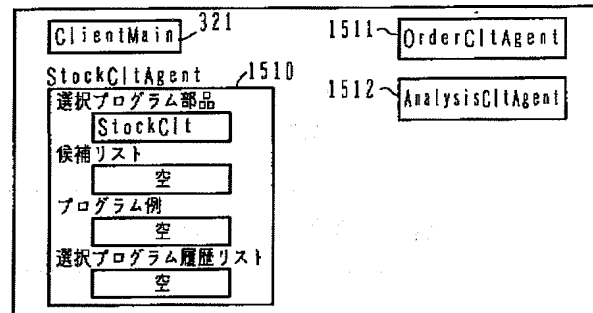 ClientMain
321
StockCltAgent
1510
選択プログラム部品
StockClt
候補リスト
空
プログラム例
空
選択プログラム履歴リスト
空
1511
OrderCltAgent
1512
AnalysisCltAgent